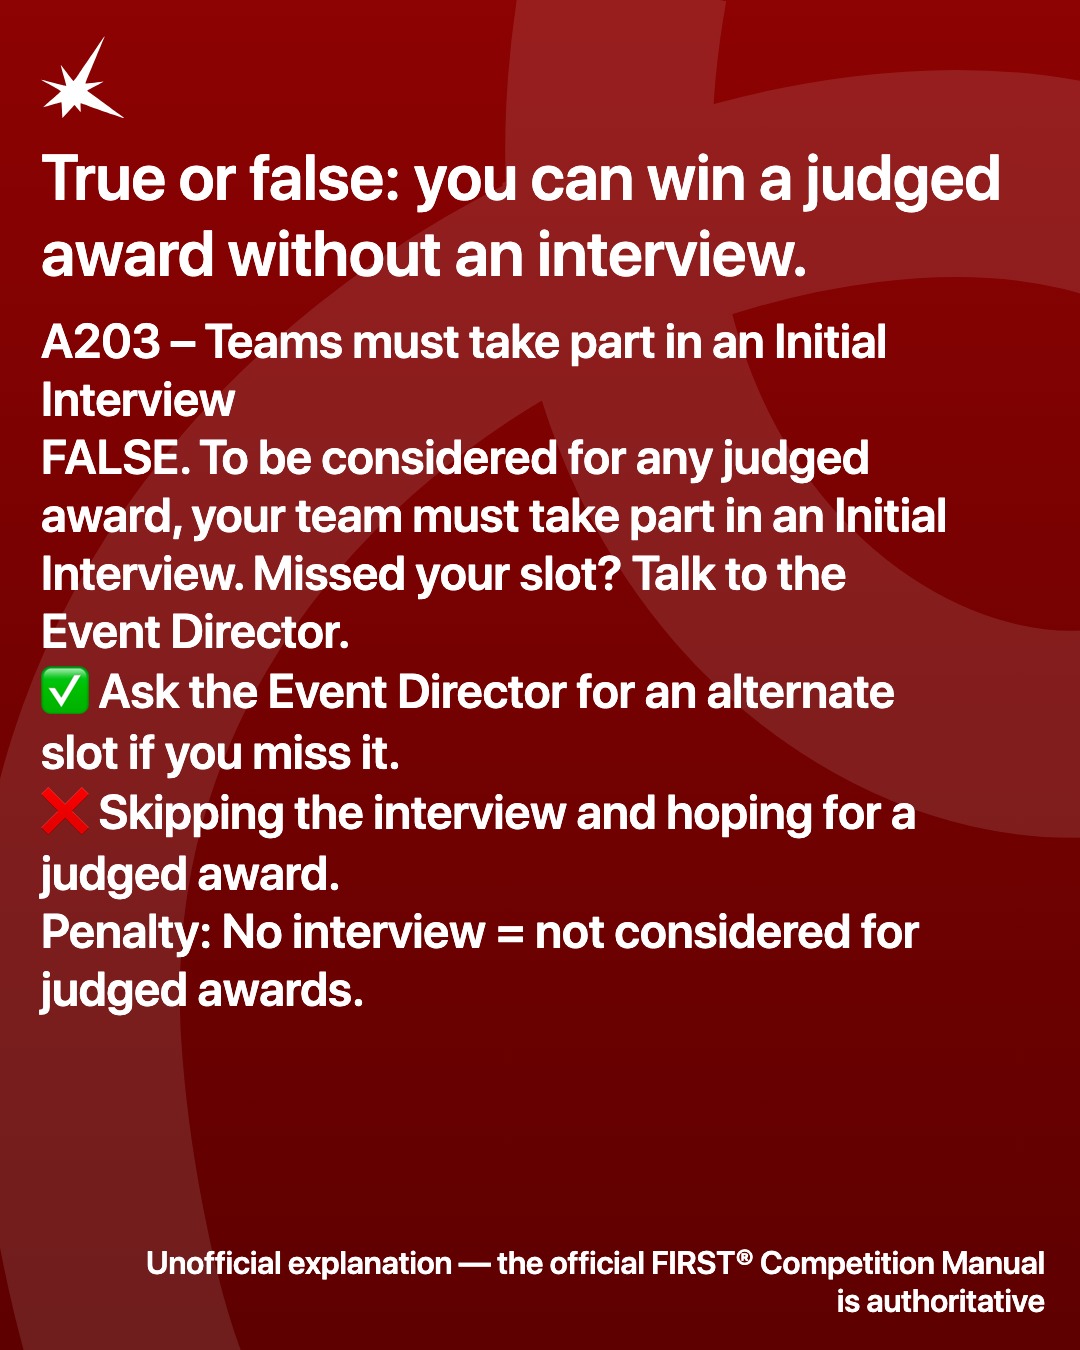 True or false: you can win a judged
award without an interview.
A203 – Teams must take part in an Initial
Interview
FALSE. To be considered for any judged
award, your team must take part in an Initial
Interview. Missed your slot? Talk to the
Event Director.
✅ Ask the Event Director for an alternate
slot if you miss it.
❌ Skipping the interview and hoping for a
judged award.
Penalty: No interview = not considered for
judged awards.
Unofficial explanation — the official FIRST® Competition Manual
is authoritative